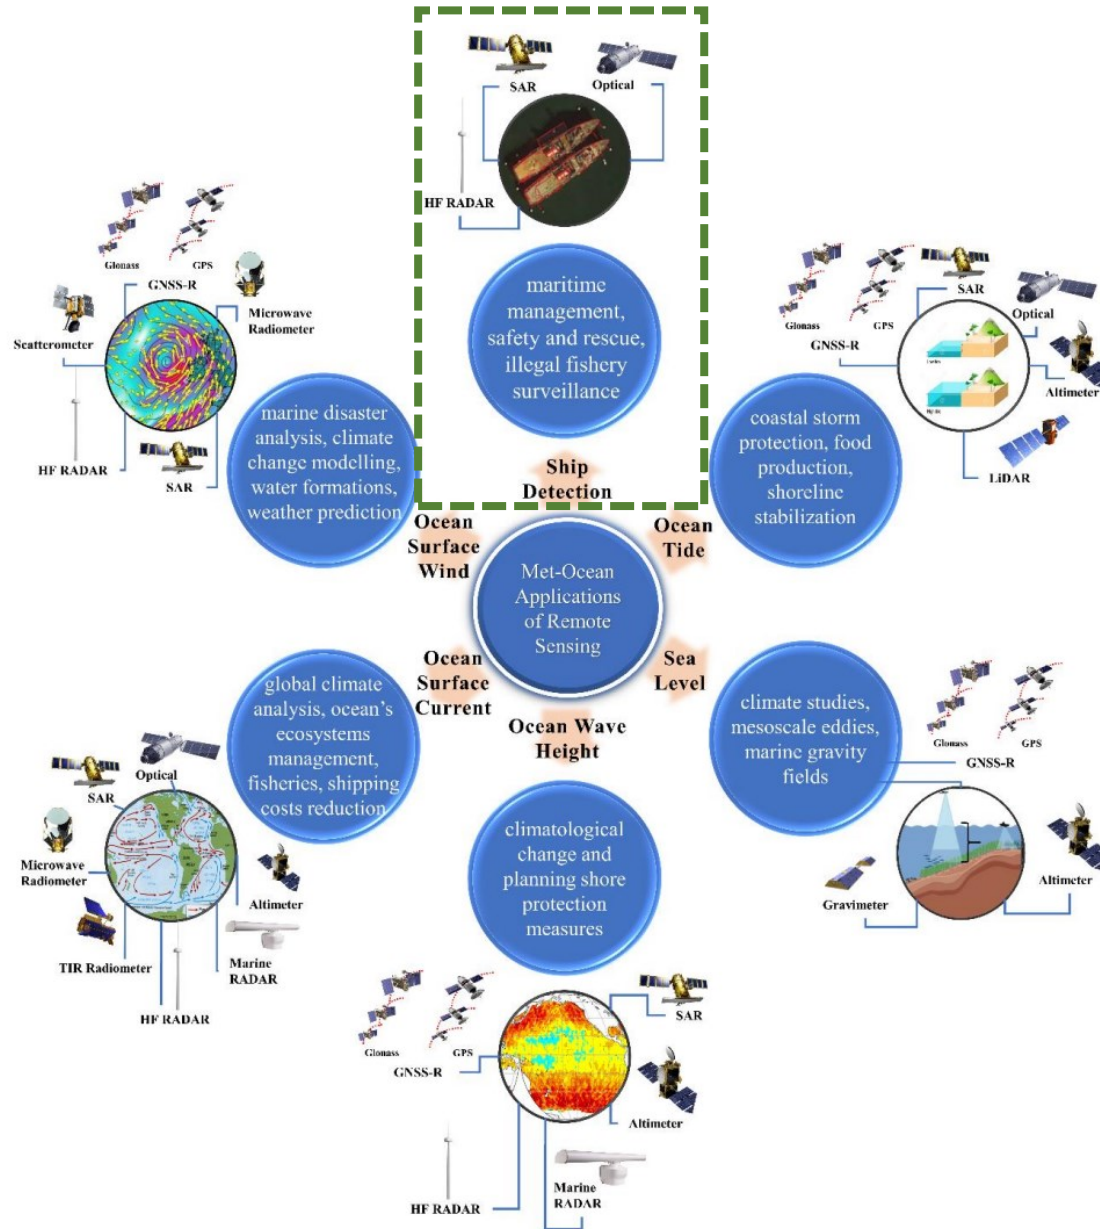 SAR
Optical
HF RADAR
maritime
management,
safety and rescue,
illegal fishery
surveillance
Ship
Detection
Glonass
GPS
GNSS-R
Microwave
Radiometer
Scatterometer
HF RADAR
SAR
marine disaster
analysis, climate
change modelling,
water formations,
weather prediction
Ocean
Surface
Wind
SAR
Optical
Glonass
GPS
GNSS-R
Altimeter
LiDAR
coastal storm
protection, food
production,
shoreline
stabilization
Ocean
Tide
Met-Ocean
Applications
of Remote
Sensing
Ocean
Surface
Current
global climate
analysis, ocean’s
ecosystems
management,
fisheries, shipping
costs reduction
Optical
SAR
Microwave
Radiometer
Altimeter
TIR Radiometer
Marine
RADAR
HF RADAR
Sea
Level
climate studies,
mesoscale eddies,
marine gravity
fields
Glonass
GPS
GNSS-R
Gravimeter
Altimeter
Ocean Wave
Height
climatological
change and
planning shore
protection
measures
Glonass
GPS
GNSS-R
SAR
Altimeter
HF RADAR
Marine
RADAR